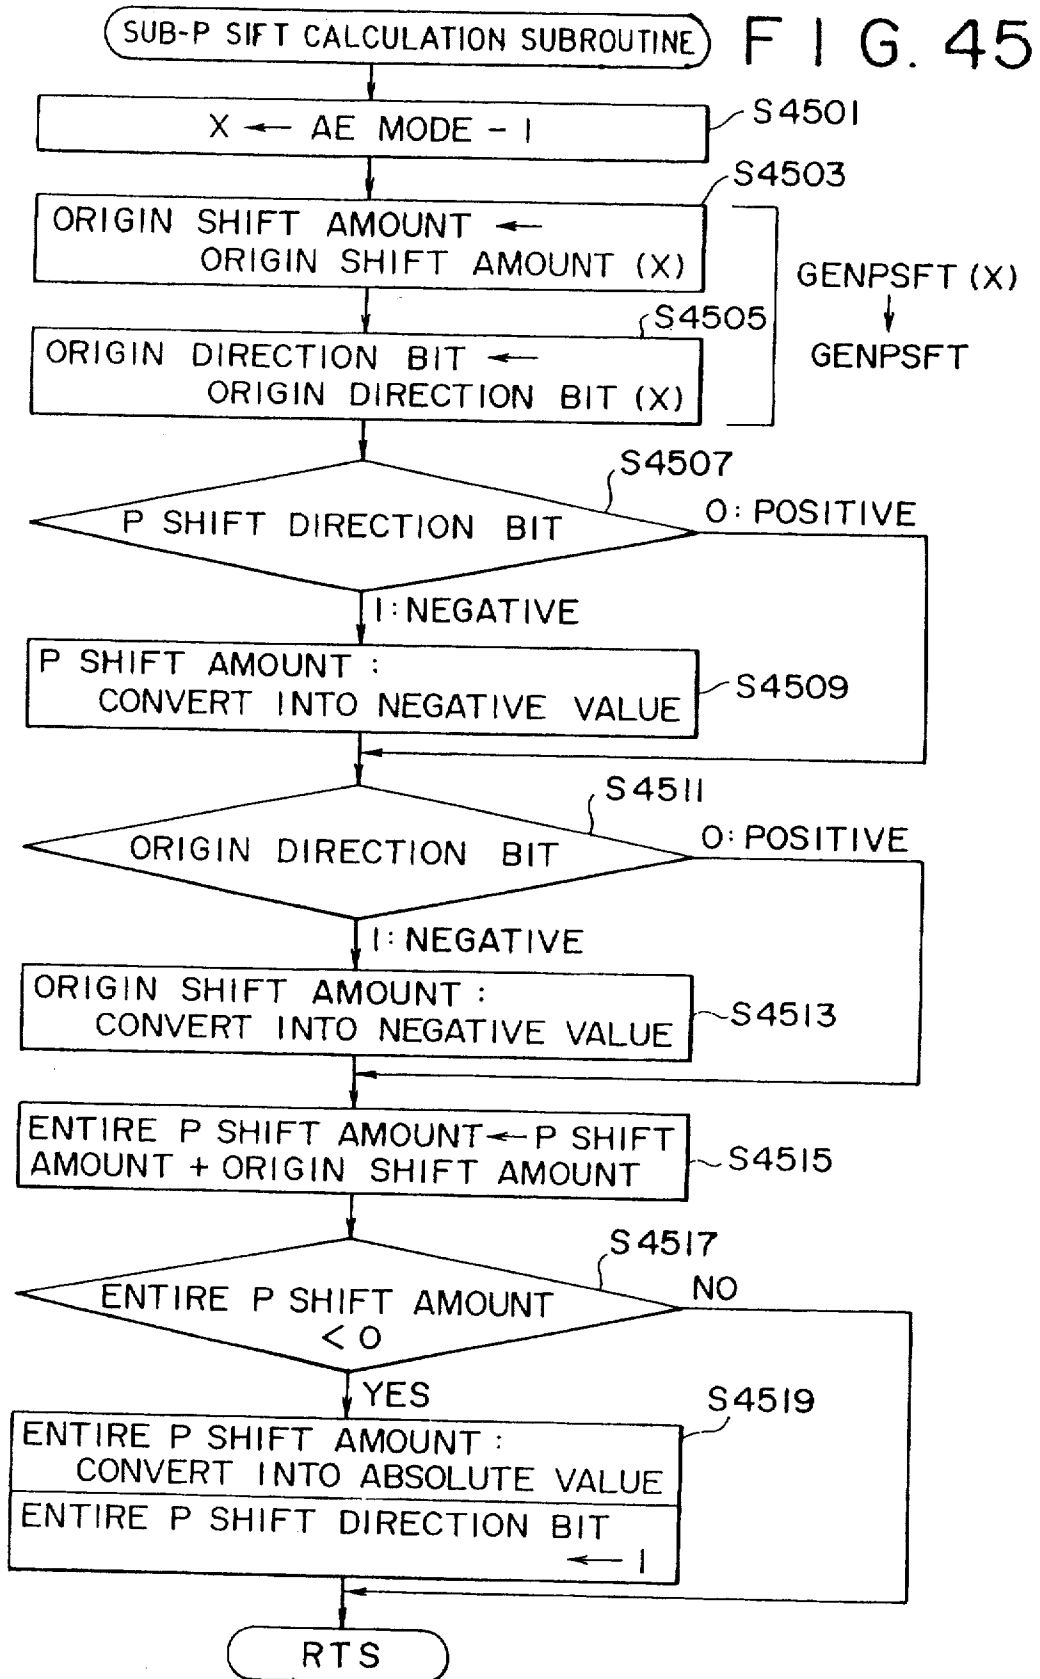 SUB-P SIFT CALCULATION SUBROUTINE
FIG. 45
X ← AE MODE - 1
S4501
S4503
ORIGIN SHIFT AMOUNT ←
ORIGIN SHIFT AMOUNT (X)
GENPSFT (X)
↓
GENPSFT
S4505
ORIGIN DIRECTION BIT ←
ORIGIN DIRECTION BIT (X)
S4507
P SHIFT DIRECTION BIT
0: POSITIVE
1: NEGATIVE
P SHIFT AMOUNT :
CONVERT INTO NEGATIVE VALUE
S4509
S4511
ORIGIN DIRECTION BIT
0: POSITIVE
1: NEGATIVE
ORIGIN SHIFT AMOUNT :
CONVERT INTO NEGATIVE VALUE
S4513
ENTIRE P SHIFT AMOUNT ← P SHIFT
AMOUNT + ORIGIN SHIFT AMOUNT
S4515
S4517
ENTIRE P SHIFT AMOUNT
< 0
NO
YES
S4519
ENTIRE P SHIFT AMOUNT :
CONVERT INTO ABSOLUTE VALUE
ENTIRE P SHIFT DIRECTION BIT
← 1
RTS